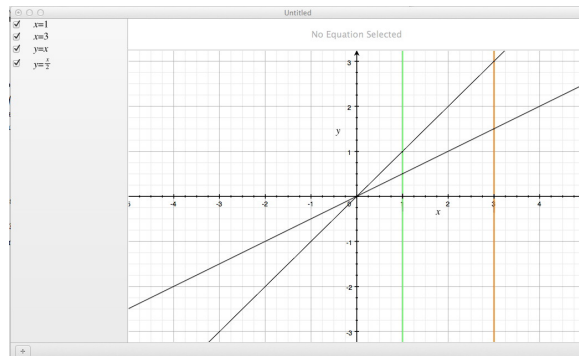 Untitled
No Equation Selected
x=1
x=3
y=x
y=x/2
3
2
y
1
-4
-3
-2
-1
0
2
3
4
x
-1
-2
-3
+